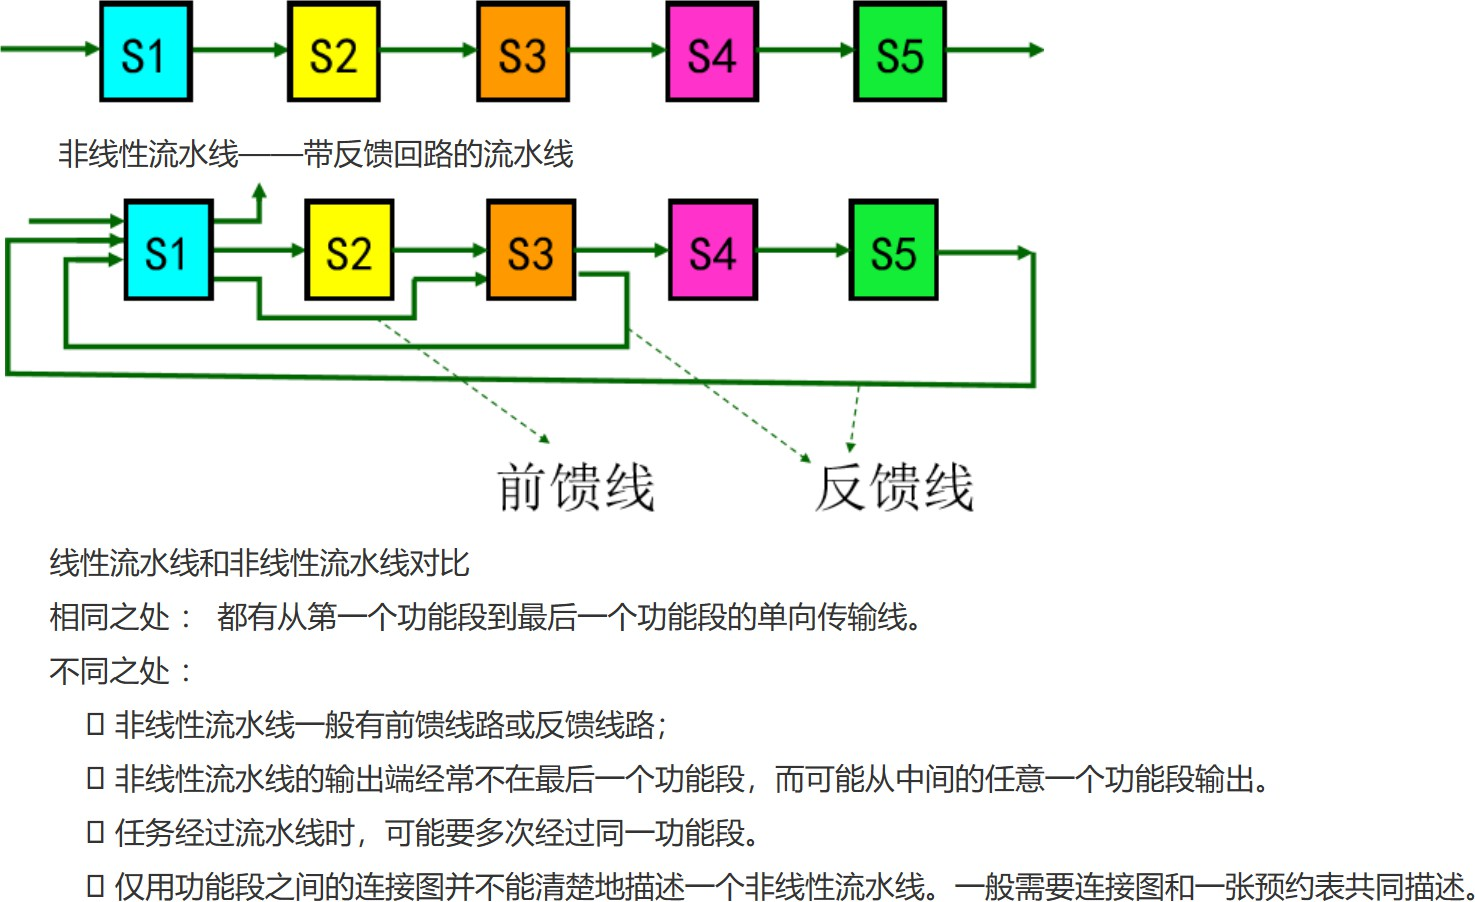 S1 S2 S3 S4 S5
非线性流水线——带反馈回路的流水线
S1 S2 S3 S4 S5
前馈线 反馈线
线性流水线和非线性流水线对比
相同之处： 都有从第一个功能段到最后一个功能段的单向传输线。
不同之处：
▯ 非线性流水线一般有前馈线路或反馈线路；
▯ 非线性流水线的输出端经常不在最后一个功能段，而可能从中间的任意一个功能段输出。
▯ 任务经过流水线时，可能要多次经过同一功能段。
▯ 仅用功能段之间的连接图并不能清楚地描述一个非线性流水线。一般需要连接图和一张预约表共同描述。